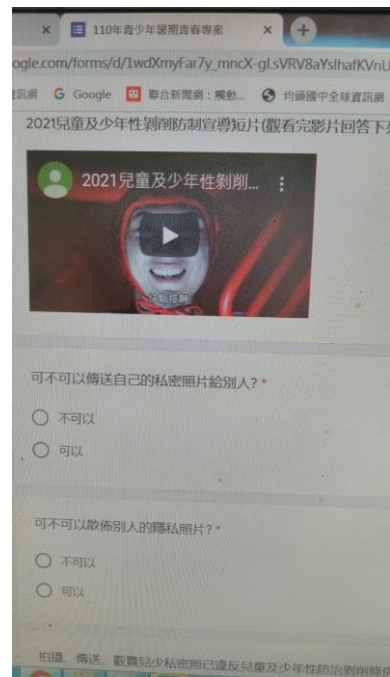 110年青少年暑期青春專案
ogle.com/forms/d/1wdXmyFar7y_mncX-gLsVRV8aYslhafKVnU
資訊網 Google 聯合新聞網：觸動... 均頭國中全球資訊網
2021兒童及少年性剝削防制宣導短片(觀看完影片回答下
2021兒童及少年性剝削...
可不可以傳送自己的私密照片給別人? *
不可以
可以
可不可以散佈別人的隱私照片? *
不可以
可以
拍攝、傳送、觀覽兒少私密照已違反兒童及少年性防治剝削條